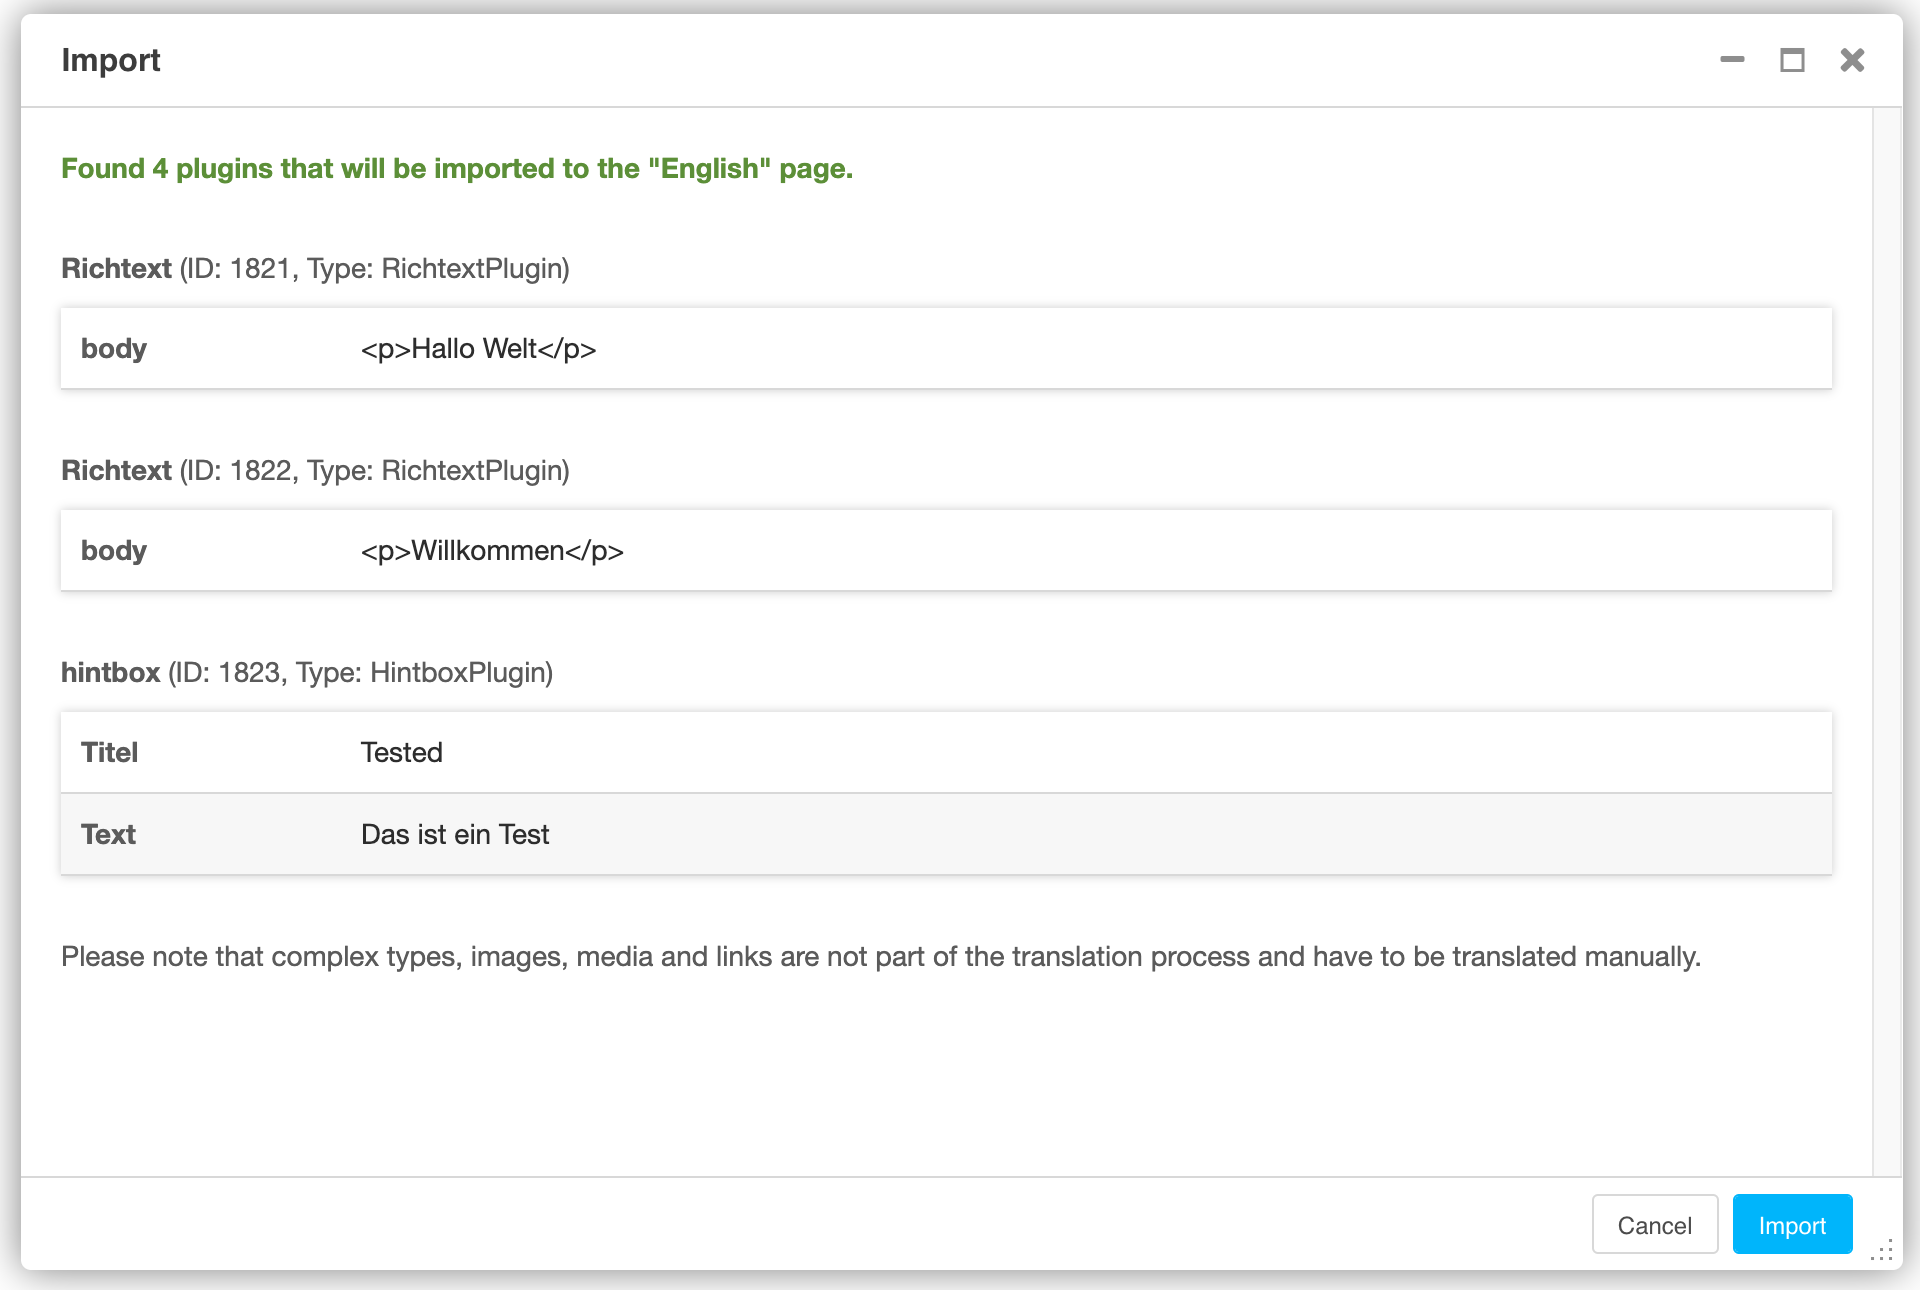 Import
Found 4 plugins that will be imported to the "English" page.
Richtext (ID: 1821, Type: RichtextPlugin)
body <p>Hallo Welt</p>
Richtext (ID: 1822, Type: RichtextPlugin)
body <p>Willkommen</p>
hintbox (ID: 1823, Type: HintboxPlugin)
Titel Tested
Text Das ist ein Test
Please note that complex types, images, media and links are not part of the translation process and have to be translated manually.
Cancel Import